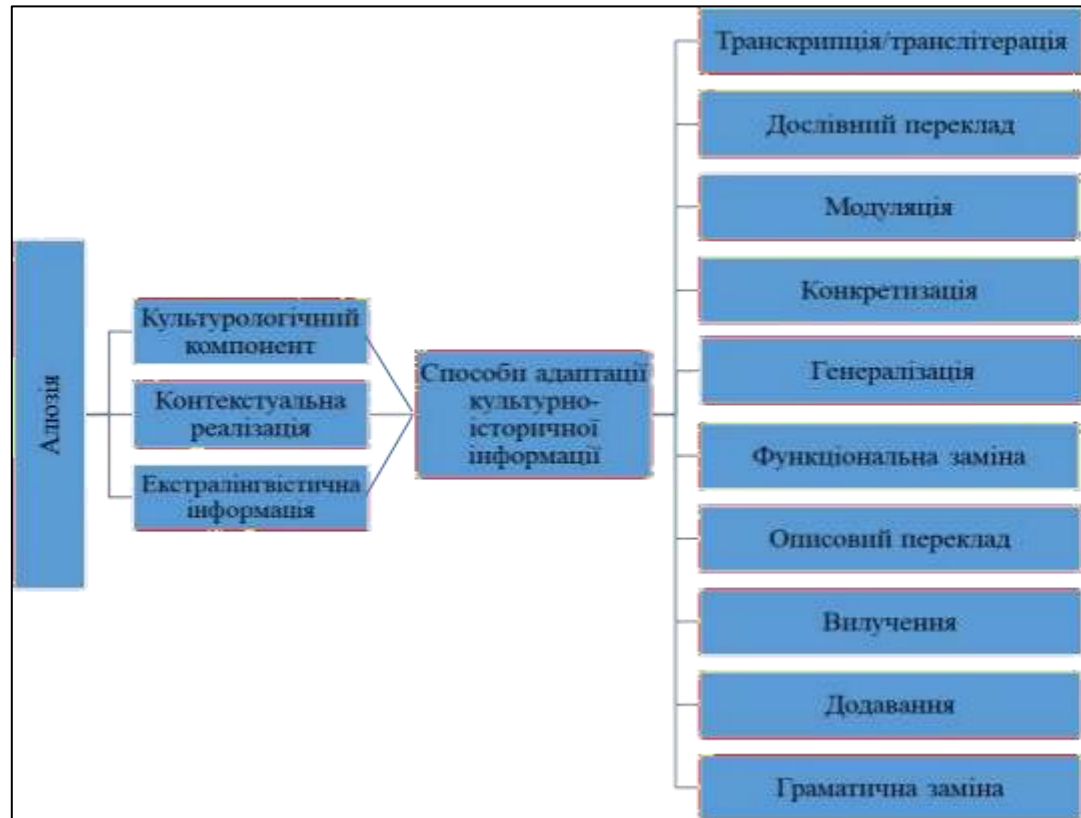 Алюзія
Культурологічний
компонент
Контекстуальна
реалізація
Екстралінгвістична
інформація
Способи адаптації
культурно-
історичної
інформації
Транскрипція/транслітерація
Дослівний переклад
Модуляція
Конкретизація
Генералізація
Функціональна заміна
Описовий переклад
Вилучення
Додавання
Граматична заміна